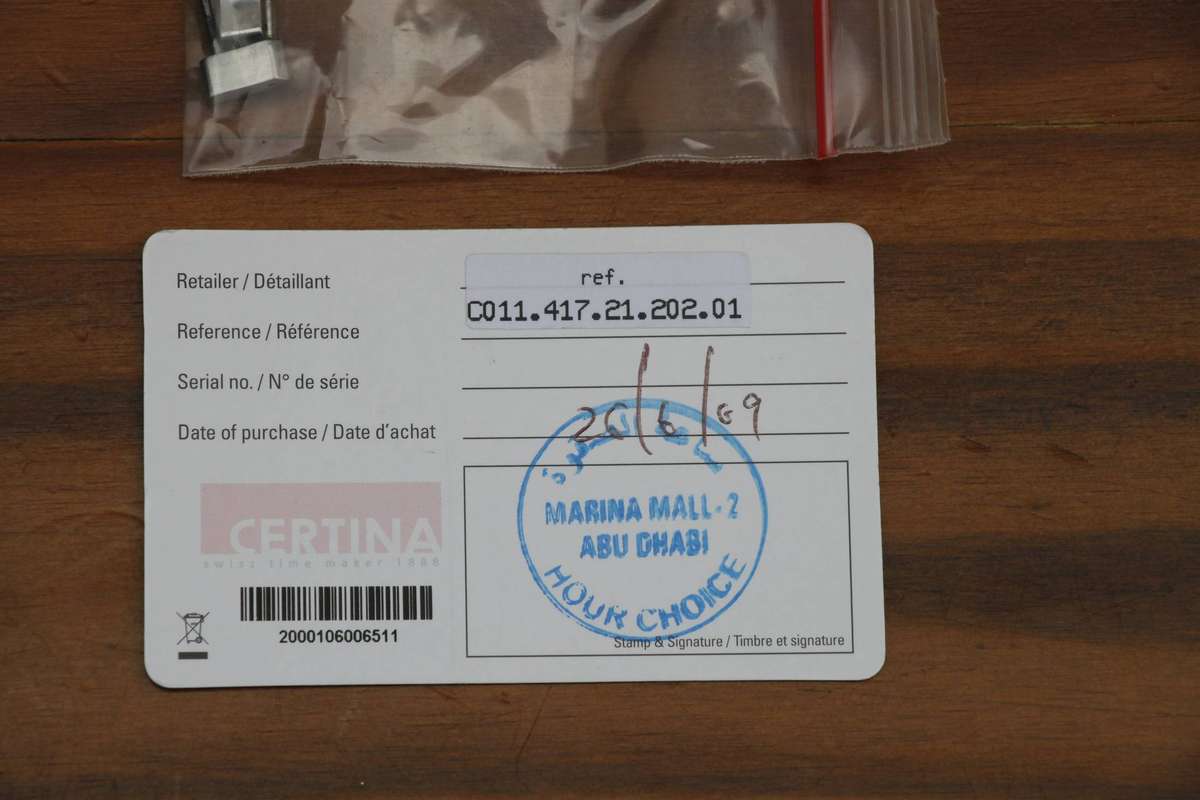 Retailer / Détaillant
ref.
C011.417.21.202.01
Reference / Référence
Serial no. / N° de série
Date of purchase / Date d'achat
20/6/09
MARINA MALL-2
ABU DHABI
HOUR CHOICE
Stamp & Signature / Timbre et signature
CERTINA
swiss time maker 1888
2000106006511